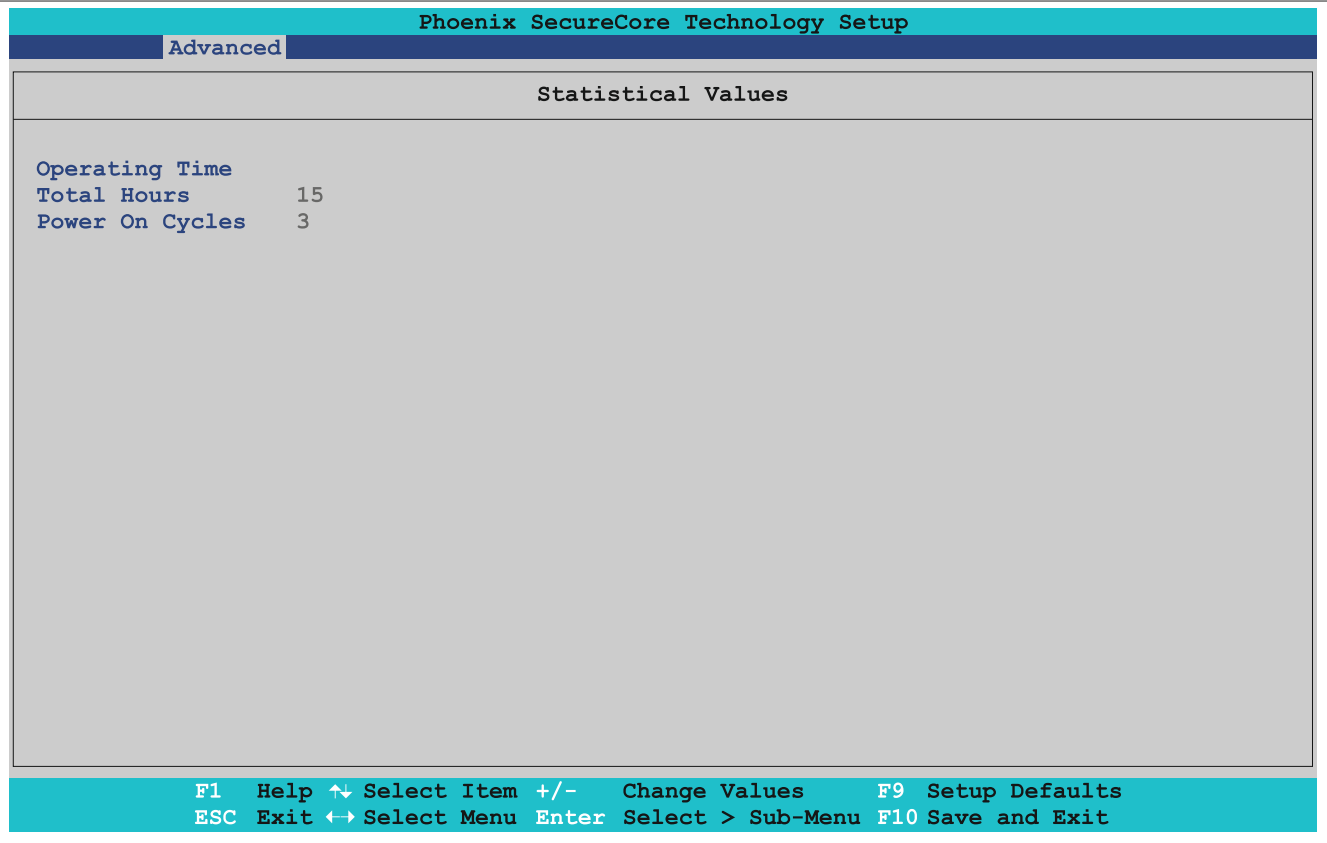 Phoenix SecureCore Technology Setup
Advanced
Statistical Values
Operating Time
Total Hours 15
Power On Cycles 3
F1 Help ↑↓ Select Item +/- Change Values F9 Setup Defaults
ESC Exit ←→ Select Menu Enter Select > Sub-Menu F10 Save and Exit